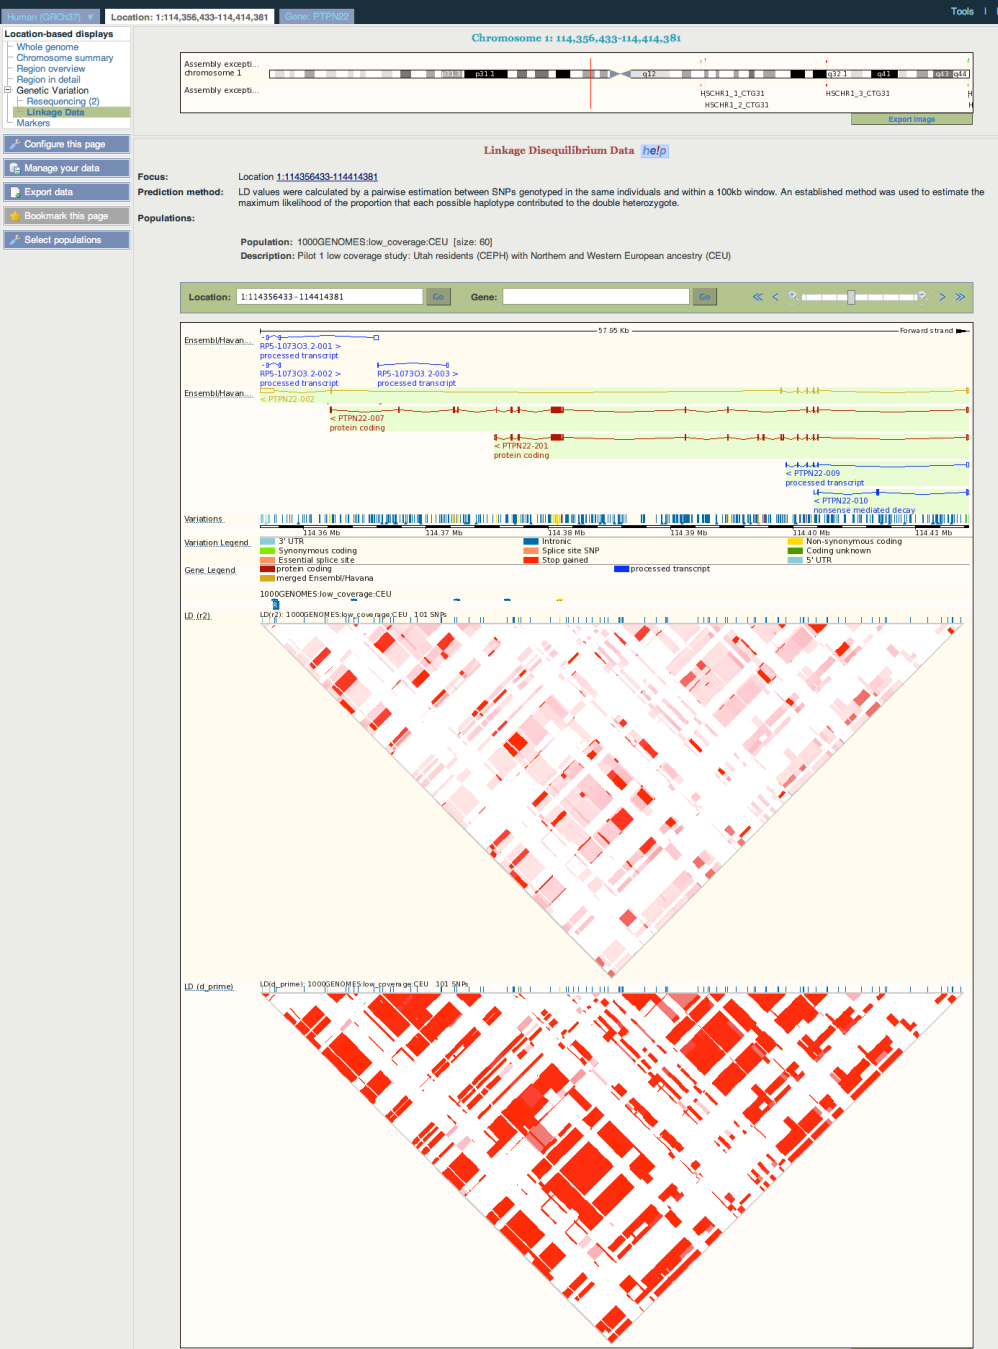 Human (GRCh37) ▼
Location: 1:114,356,433-114,414,381
Gene: PTPN22
Tools
Location-based displays
Whole genome
Chromosome summary
Region overview
Region in detail
Genetic Variation
Resequencing (2)
Linkage Data
Markers
Configure this page
Manage your data
Export data
Bookmark this page
Select populations
Chromosome 1: 114,356,433-114,414,381
Assembly excepti...
chromosome 1
p31.3 p31.1 q12 q32.1 q41 q43 q44
Assembly excepti...
HSCHR1_1_CTG31
HSCHR1_3_CTG31
HSCHR1_2_CTG31
Export Image
Linkage Disequilibrium Data help
Focus: Location 1:114356433-114414381
Prediction method: LD values were calculated by a pairwise estimation between SNPs genotyped in the same individuals and within a 100kb window. An established method was used to estimate the
maximum likelihood of the proportion that each possible haplotype contributed to the double heterozygote.
Populations:
Population: 1000GENOMES:low_coverage:CEU [size: 60]
Description: Pilot 1 low coverage study: Utah residents (CEPH) with Northern and Western European ancestry (CEU)
Location: 1:114356433-114414381 Go Gene: Go
57.95 Kb Forward strand
Ensembl/Havan...
RP5-1073O3.2-001 >
processed transcript
RP5-1073O3.2-002 > RP5-1073O3.2-003 >
processed transcript processed transcript
Ensembl/Havan...
< PTPN22-002
< PTPN22-007
protein coding
< PTPN22-201
protein coding
< PTPN22-009
processed transcript
< PTPN22-010
nonsense mediated decay
Variations
114.36 Mb 114.37 Mb 114.38 Mb 114.39 Mb 114.40 Mb 114.41 Mb
Variation Legend 3' UTR Intronic Non-synonymous coding
Synonymous coding Splice site SNP Coding unknown
Essential splice site Stop gained 5' UTR
Gene Legend protein coding processed transcript
merged Ensembl/Havana
1000GENOMES:low_coverage:CEU
LD (r2) LD(r2): 1000GENOMES:low_coverage:CEU 101 SNPs
LD (d_prime) LD(d_prime): 1000GENOMES:low_coverage:CEU 101 SNPs